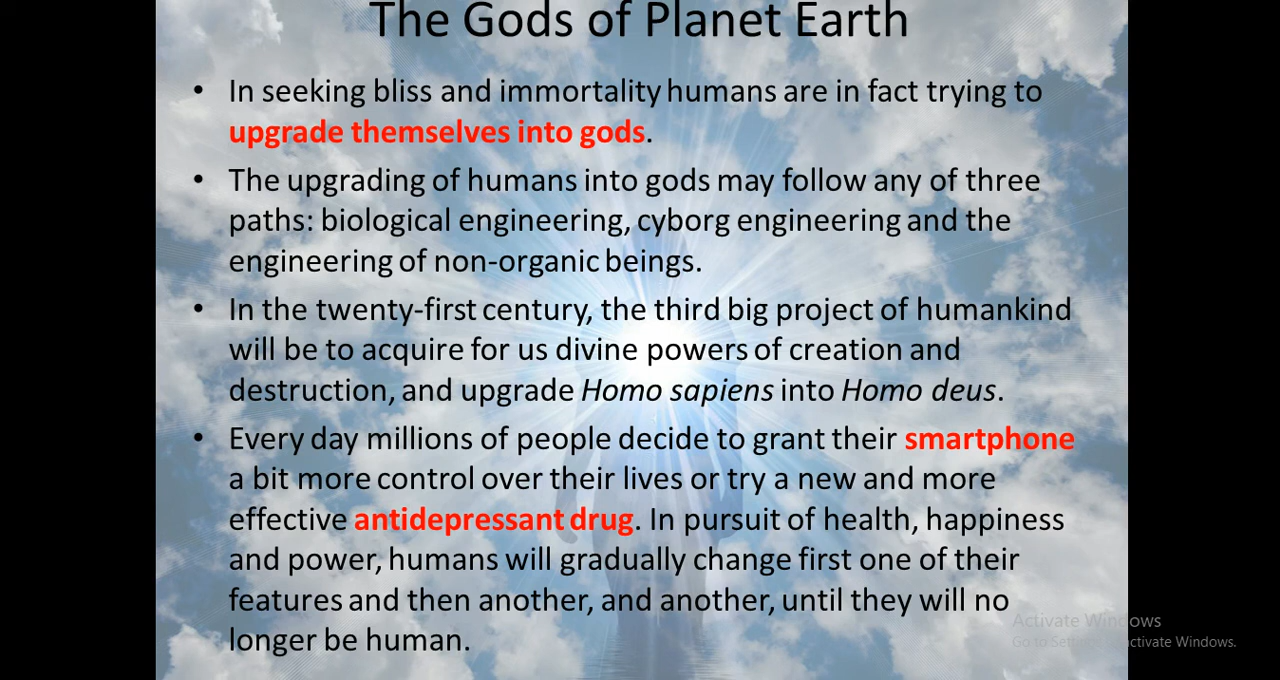 The Gods of Planet Earth
• In seeking bliss and immortality humans are in fact trying to
upgrade themselves into gods.
• The upgrading of humans into gods may follow any of three
paths: biological engineering, cyborg engineering and the
engineering of non-organic beings.
• In the twenty-first century, the third big project of humankind
will be to acquire for us divine powers of creation and
destruction, and upgrade Homo sapiens into Homo deus.
• Every day millions of people decide to grant their smartphone
a bit more control over their lives or try a new and more
effective antidepressant drug. In pursuit of health, happiness
and power, humans will gradually change first one of their
features and then another, and another, until they will no
longer be human.
Activate Windows
Go to Settings to activate Windows.